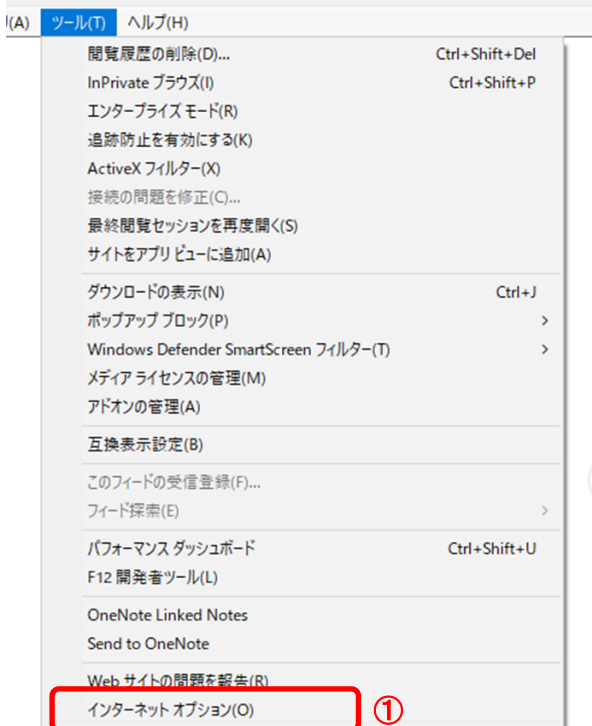 (A) ツール(T) ヘルプ(H)
閲覧履歴の削除(D)... Ctrl+Shift+Del
InPrivate ブラウズ(I) Ctrl+Shift+P
エンタープライズ モード(R)
追跡防止を有効にする(K)
ActiveX フィルター(X)
接続の問題を修正(C)...
最終閲覧セッションを再度開く(S)
サイトをアプリ ビューに追加(A)
ダウンロードの表示(N) Ctrl+J
ポップアップ ブロック(P)
Windows Defender SmartScreen フィルター(T)
メディア ライセンスの管理(M)
アドオンの管理(A)
互換表示設定(B)
このフィードの受信登録(F)...
フィード探索(E)
パフォーマンス ダッシュボード Ctrl+Shift+U
F12 開発者ツール(L)
OneNote Linked Notes
Send to OneNote
Web サイトの問題を報告(R)
インターネット オプション(O) ①